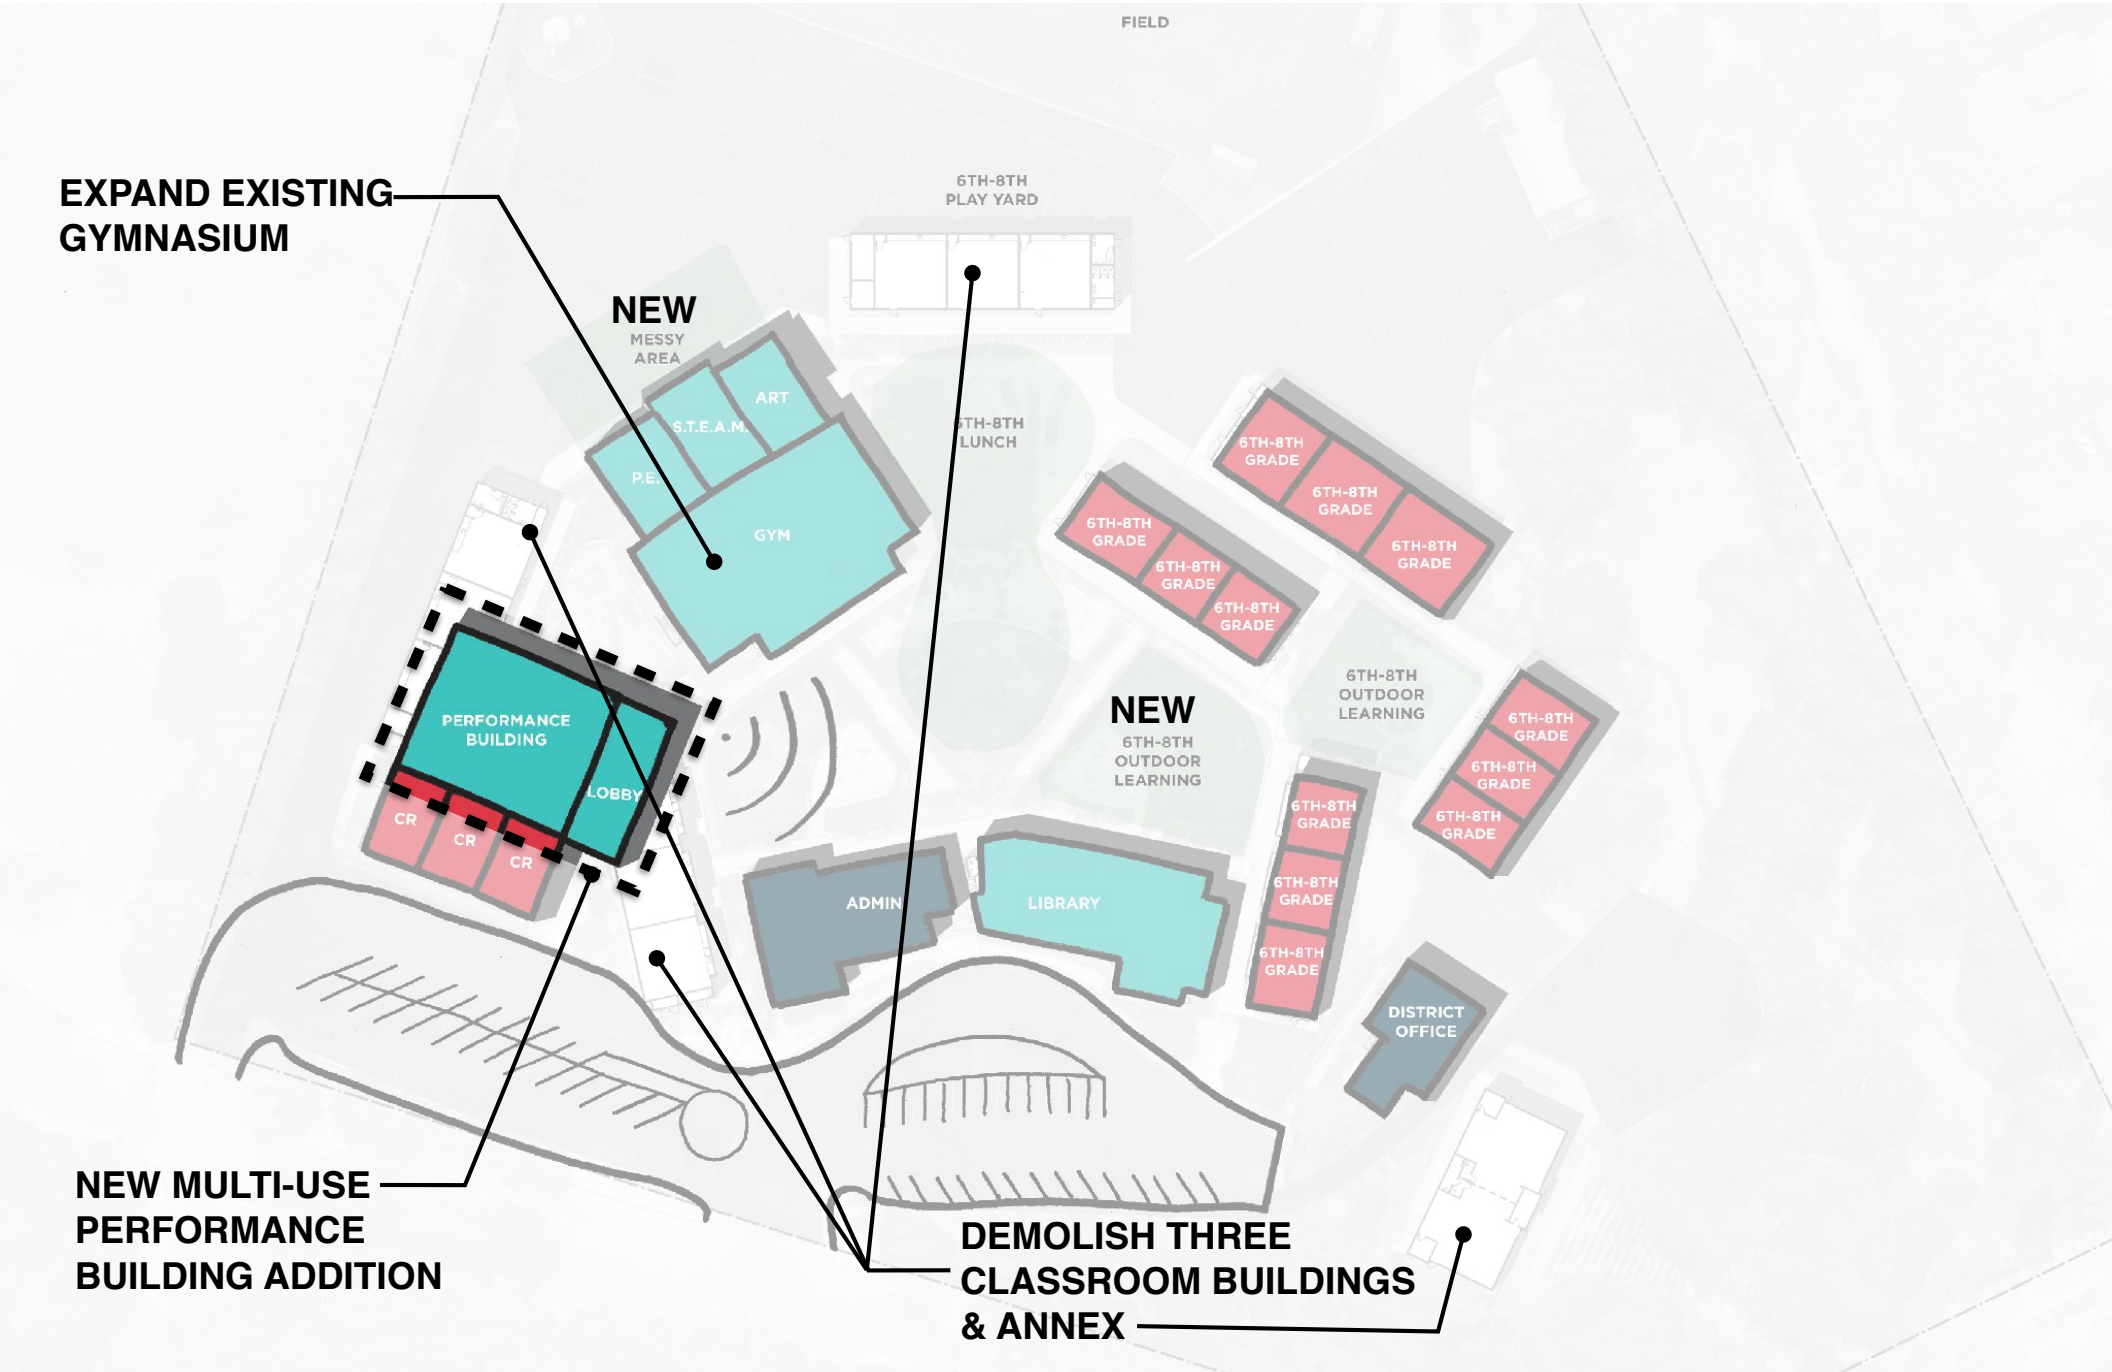 FIELD
6TH-8TH
PLAY YARD
EXPAND EXISTING
GYMNASIUM
NEW
MESSY
AREA
ART
S.T.E.A.M.
P.E.
GYM
6TH-8TH
LUNCH
6TH-8TH
GRADE
6TH-8TH
GRADE
6TH-8TH
GRADE
6TH-8TH
GRADE
6TH-8TH
GRADE
6TH-8TH
GRADE
6TH-8TH
OUTDOOR
LEARNING
NEW
6TH-8TH
OUTDOOR
LEARNING
6TH-8TH
GRADE
6TH-8TH
GRADE
6TH-8TH
GRADE
6TH-8TH
GRADE
6TH-8TH
GRADE
6TH-8TH
GRADE
PERFORMANCE
BUILDING
LOBBY
CR
CR
CR
ADMIN
LIBRARY
DISTRICT
OFFICE
NEW MULTI-USE
PERFORMANCE
BUILDING ADDITION
DEMOLISH THREE
CLASSROOM BUILDINGS
& ANNEX